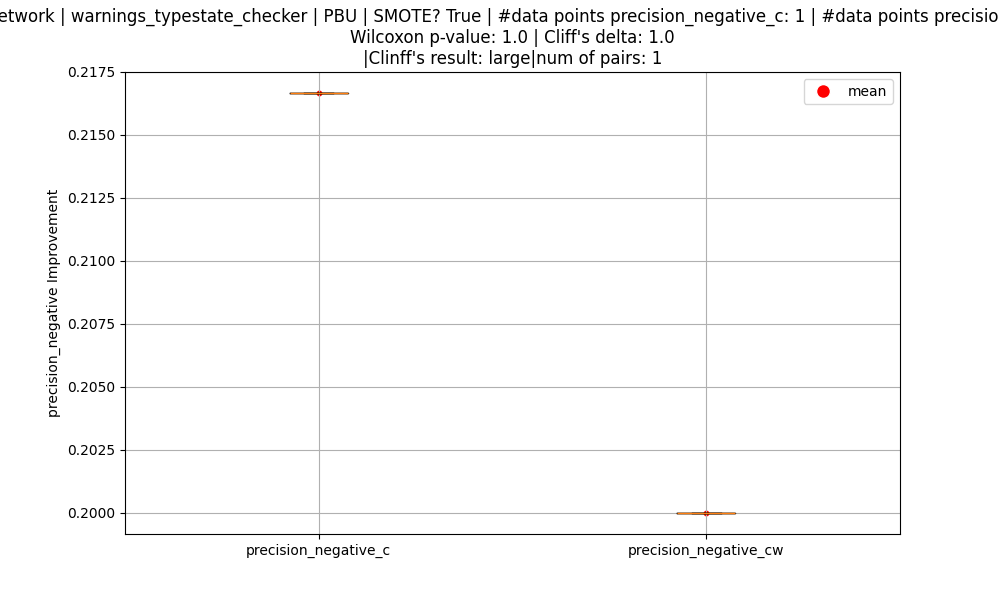 | warnings_typestate_checker | PBU | SMOTE? True | #data points precision_negative_c: 1 | #data points
Wilcoxon p-value: 1.0 | Cliff's delta: 1.0
|Clinff's result: large|num of pairs: 1
0.2175
mean
0.2150
0.2125
0.2100
0.2075
0.2050
0.2025
0.2000
precision_negative Improvement
precision_negative_c
precision_negative_cw